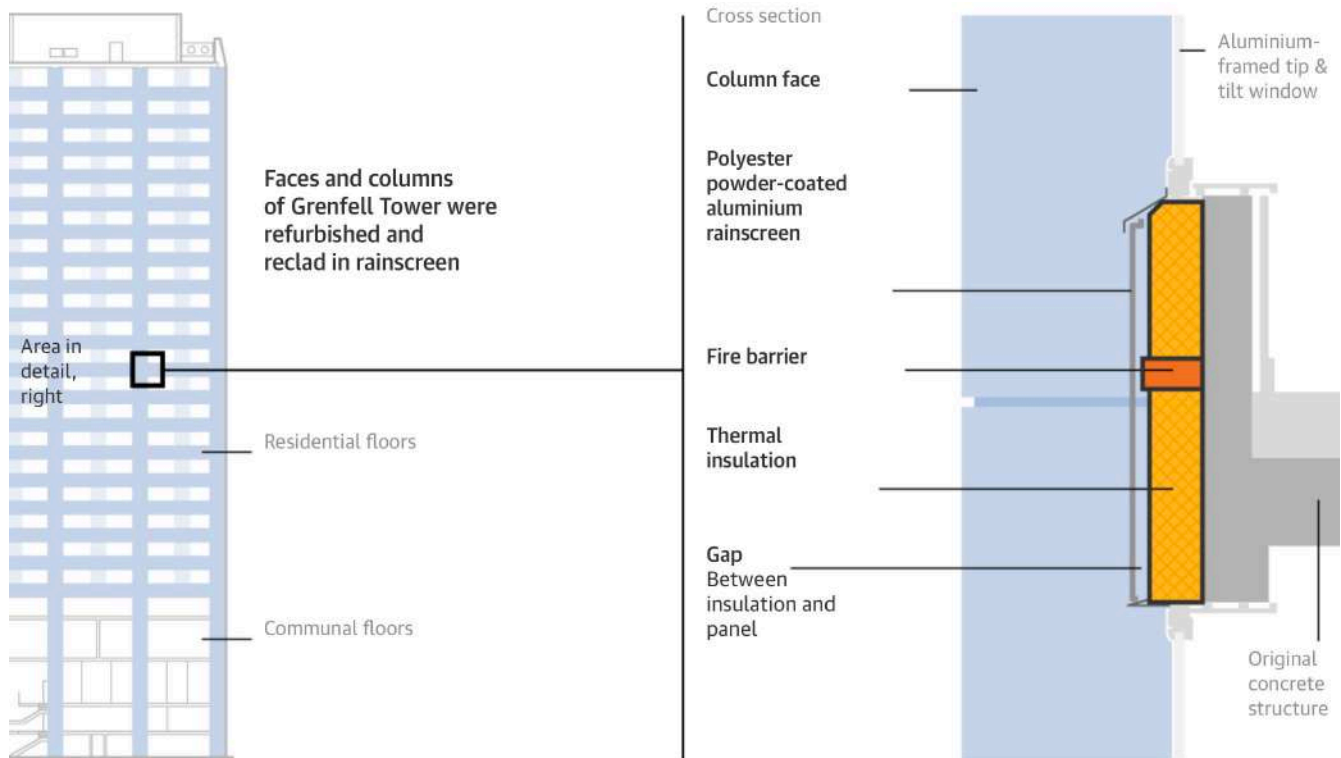 Faces and columns
of Grenfell Tower were
refurbished and
reclad in rainscreen
Area in
detail,
right
Residential floors
Communal floors
Cross section
Column face
Polyester
powder-coated
aluminium
rainscreen
Fire barrier
Thermal
insulation
Gap
Between
insulation and
panel
Aluminium-
framed tip &
tilt window
Original
concrete
structure